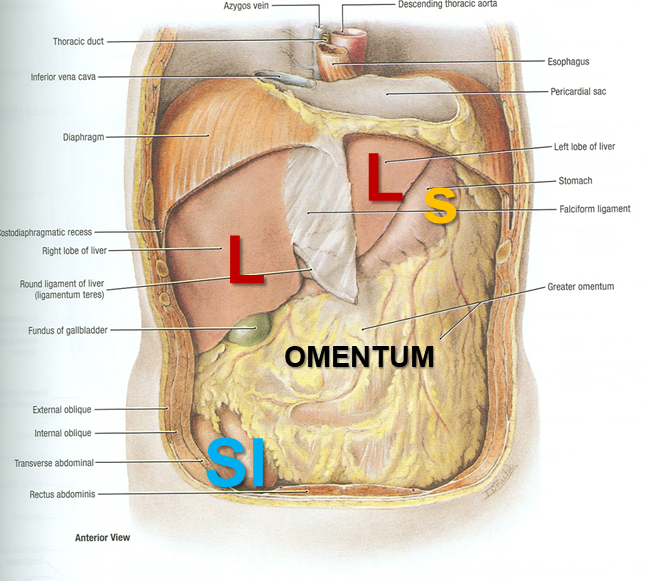 Azygos vein
Descending thoracic aorta
Thoracic duct
Esophagus
Inferior vena cava
Pericardial sac
Diaphragm
Left lobe of liver
L
Stomach
S
Falciform ligament
ostodiaphragmatic recess
Right lobe of liver
L
Round ligament of liver
(ligamentum teres)
Greater omentum
Fundus of gallbladder
OMENTUM
External oblique
Internal oblique
Transverse abdominal
SI
Rectus abdominis
Anterior View